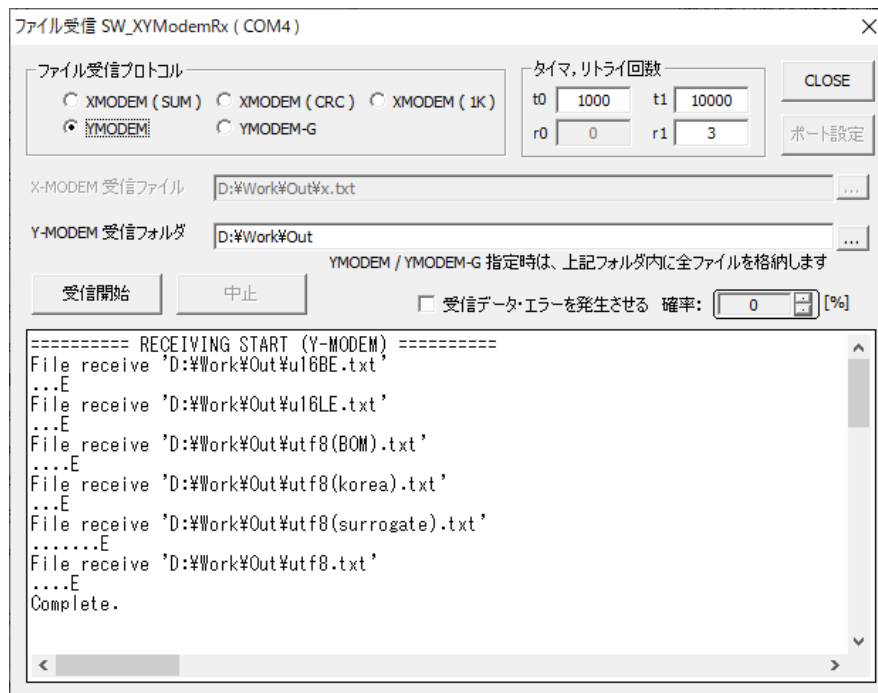 ファイル受信 SW_XYModemRx ( COM4 )
ファイル受信プロトコル
XMODEM ( SUM ) XMODEM ( CRC ) XMODEM ( 1K )
YMODEM YMODEM-G
タイマ, リトライ回数
t0 1000 t1 10000
r0 0 r1 3
CLOSE
ポート設定
X-MODEM 受信ファイル D:¥Work¥Out¥x.txt ...
Y-MODEM 受信フォルダ D:¥Work¥Out ...
YMODEM / YMODEM-G 指定時は、上記フォルダ内に全ファイルを格納します
受信開始 中止
受信データ・エラーを発生させる 確率: 0 [%]
========== RECEIVING START (Y-MODEM) ==========
File receive 'D:¥Work¥Out¥u16BE.txt'
...E
File receive 'D:¥Work¥Out¥u16LE.txt'
...E
File receive 'D:¥Work¥Out¥utf8(BOM).txt'
....E
File receive 'D:¥Work¥Out¥utf8(korea).txt'
...E
File receive 'D:¥Work¥Out¥utf8(surrogate).txt'
.......E
File receive 'D:¥Work¥Out¥utf8.txt'
....E
Complete.